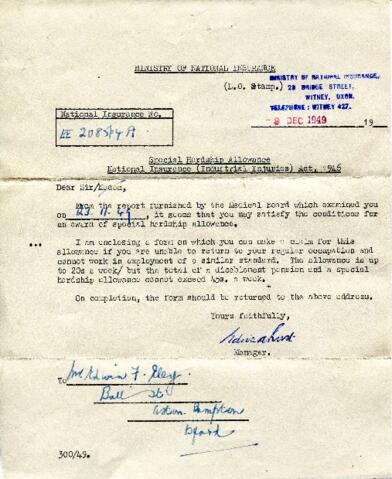 MINISTRY OF NATIONAL INSURANCE
(L.O. Stamp.)
MINISTRY OF NATIONAL INSURANCE,
28 BRIDGE STREET,
WITNEY, OXON.
TELEPHONE: WITNEY 427.
9 DEC 1949 19
National Insurance No.
Special Hardship Allowance
National Insurance (Industrial Injuries) Act, 1946
Dear Sir/Madam,
From the report furnished by the Medical Board which examined you
on 23.11.49, it seems that you may satisfy the conditions for
an award of special hardship allowance.
... I am enclosing a form on which you can make a claim for this
allowance if you are unable to return to your regular occupation and
cannot work in employment of a similar standard. The allowance is up
to 20s a week/ but the total of a disablement pension and a special
hardship allowance cannot exceed 45s. a week.
On completion, the form should be returned to the above address.
Yours faithfully,
Manager.
To Mr Edwin F
Bull St
Aston Bampton
Oxford
300/49.